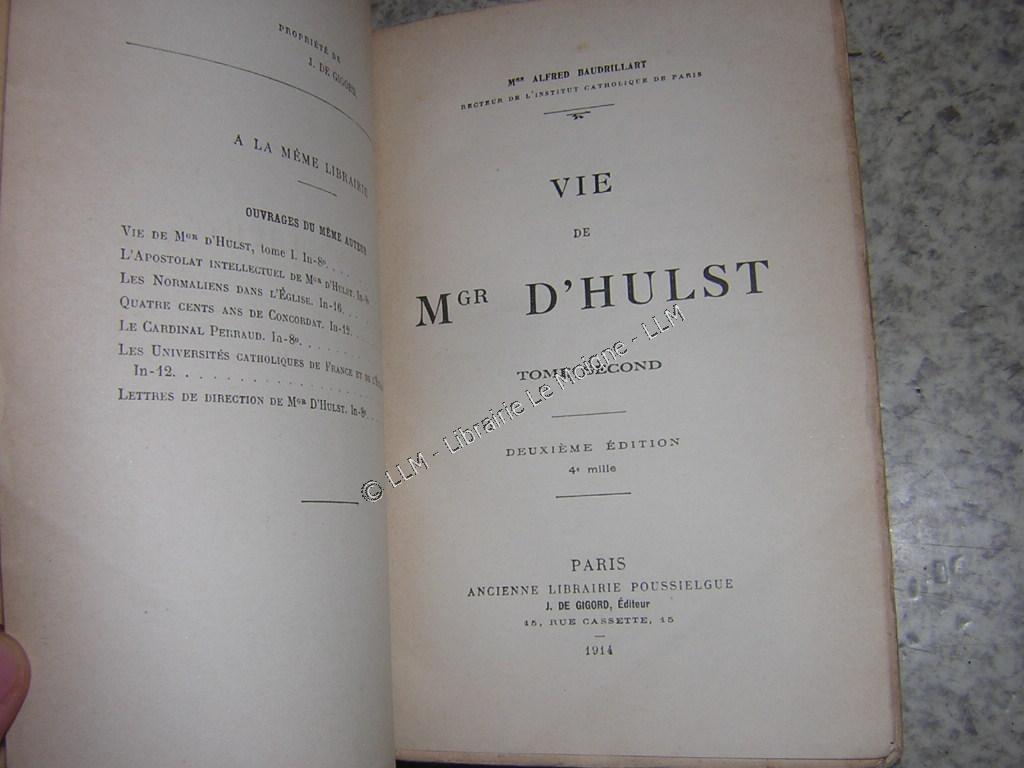 PROPRIÉTÉ DE
J. DE GIGORD
A LA MÊME LIBRAIRIE
OUVRAGES DU MÊME AUTEUR
VIE DE MGR D'HULST, tome I. In-8º. . . .
L'APOSTOLAT INTELLECTUEL DE MGR D'HULST. In-
LES NORMALIENS DANS L'ÉGLISE. In-16. . . .
QUATRE CENTS ANS DE CONCORDAT. In-12. . . .
LE CARDINAL PERRAUD. In-8º. . . . . . .
LES UNIVERSITÉS CATHOLIQUES DE FRANCE ET DE
In-12. . . . . . . . . . . . . .
LETTRES DE DIRECTION DE MGR D'HULST. In-8º . .
MGR ALFRED BAUDRILLART
RECTEUR DE L'INSTITUT CATHOLIQUE DE PARIS
VIE
DE
MGR D'HULST
TOME SECOND
DEUXIÈME ÉDITION
4e mille
PARIS
ANCIENNE LIBRAIRIE POUSSIELGUE
J. DE GIGORD, Éditeur
15, RUE CASSETTE, 15
1914
© LLM - Librairie Le Moigne - LLM